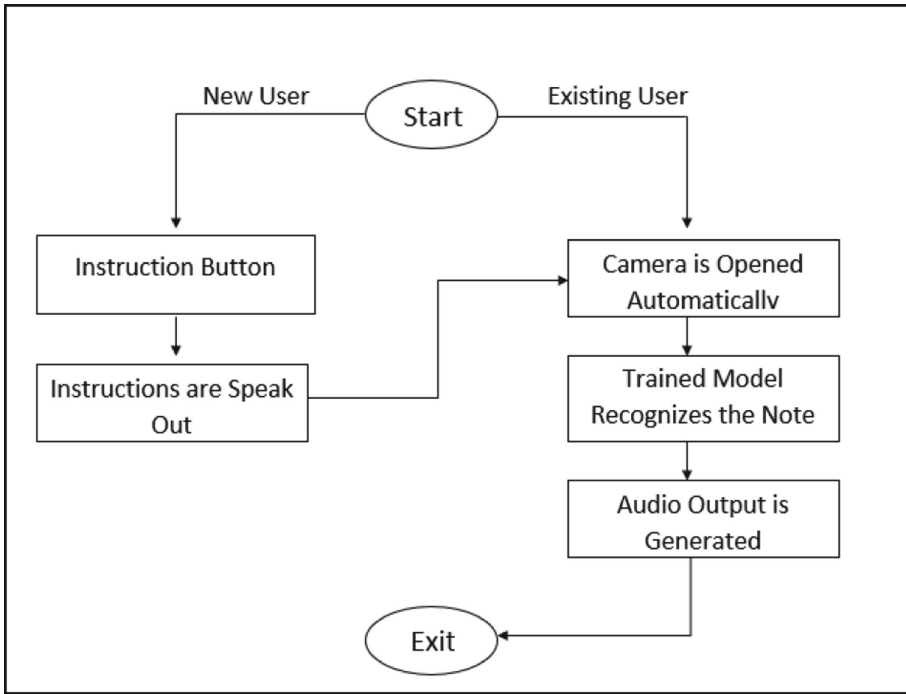 New User
Start
Existing User
Instruction Button
Camera is Opened
Automatically
Instructions are Speak
Out
Trained Model
Recognizes the Note
Audio Output is
Generated
Exit